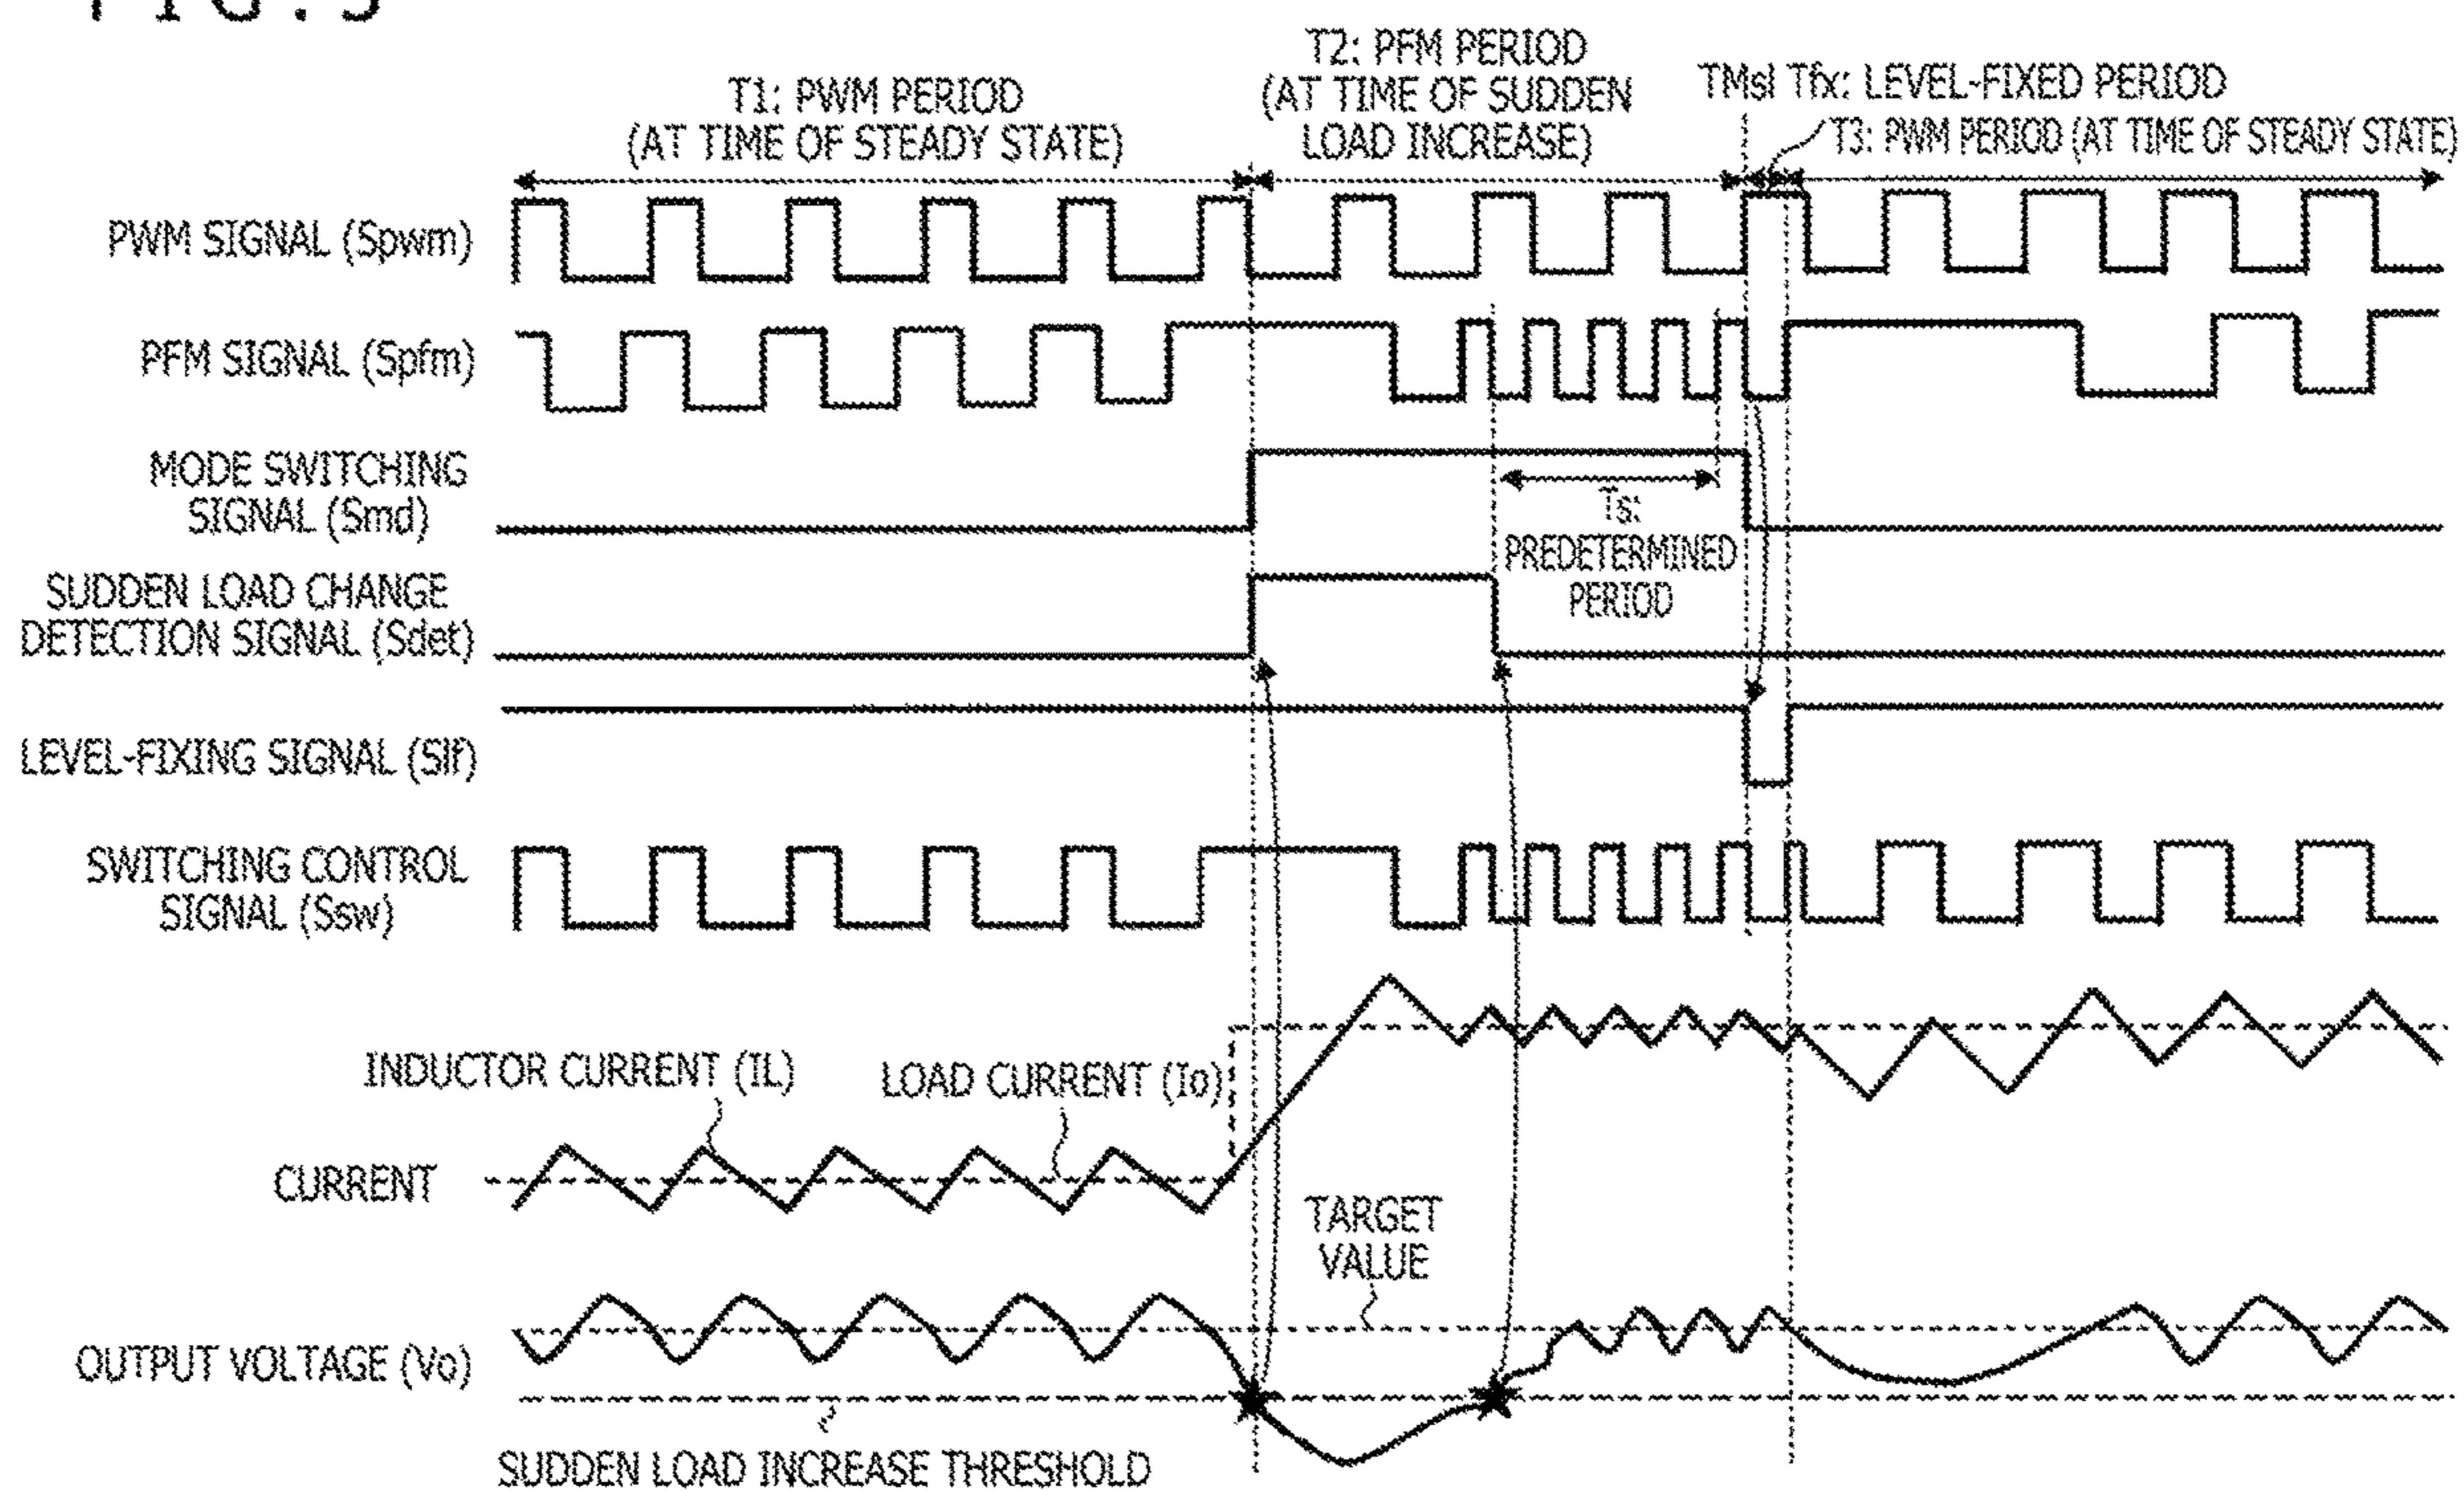 T1: PWM PERIOD
(AT TIME OF STEADY STATE)
T2: PFM PERIOD
(AT TIME OF SUDDEN
LOAD INCREASE)
TMsl Tfx: LEVEL-FIXED PERIOD
T3: PWM PERIOD (AT TIME OF STEADY STATE)
PWM SIGNAL (Spwm)
PFM SIGNAL (Spfm)
MODE SWITCHING
SIGNAL (Smd)
Ts:
PREDETERMINED
PERIOD
SUDDEN LOAD CHANGE
DETECTION SIGNAL (Sdet)
LEVEL-FIXING SIGNAL (Slf)
SWITCHING CONTROL
SIGNAL (Ssw)
INDUCTOR CURRENT (IL)
LOAD CURRENT (Io)
CURRENT
TARGET
VALUE
OUTPUT VOLTAGE (Vo)
SUDDEN LOAD INCREASE THRESHOLD